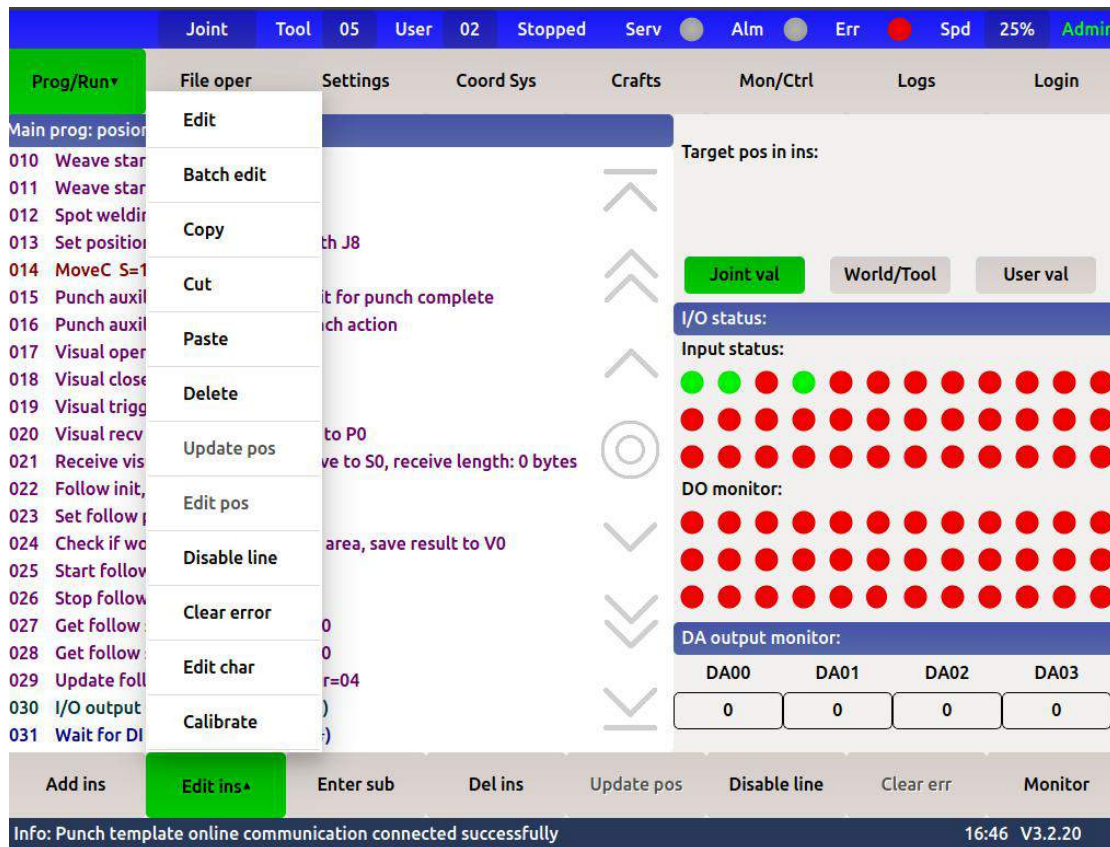 Joint Tool 05 User 02 Stopped Serv Alm Err Spd 25% Admin
Prog/Run▾ File oper Settings Coord Sys Crafts Mon/Ctrl Logs Login
Main prog: posion
010 Weave star
011 Weave star
012 Spot weldin
013 Set position th J8
014 MoveC S=1
015 Punch auxil it for punch complete
016 Punch auxil ach action
017 Visual oper
018 Visual close
019 Visual trigg
020 Visual recv to P0
021 Receive vis ve to S0, receive length: 0 bytes
022 Follow init,
023 Set follow p
024 Check if wo area, save result to V0
025 Start follow
026 Stop follow
027 Get follow 0
028 Get follow 0
029 Update foll r=04
030 I/O output )
031 Wait for DI )
Edit
Batch edit
Copy
Cut
Paste
Delete
Update pos
Edit pos
Disable line
Clear error
Edit char
Calibrate
Target pos in ins:
Joint val World/Tool User val
I/O status:
Input status:
DO monitor:
DA output monitor:
DA00 DA01 DA02 DA03
0 0 0 0
Add ins Edit ins▴ Enter sub Del ins Update pos Disable line Clear err Monitor
Info: Punch template online communication connected successfully 16:46 V3.2.20